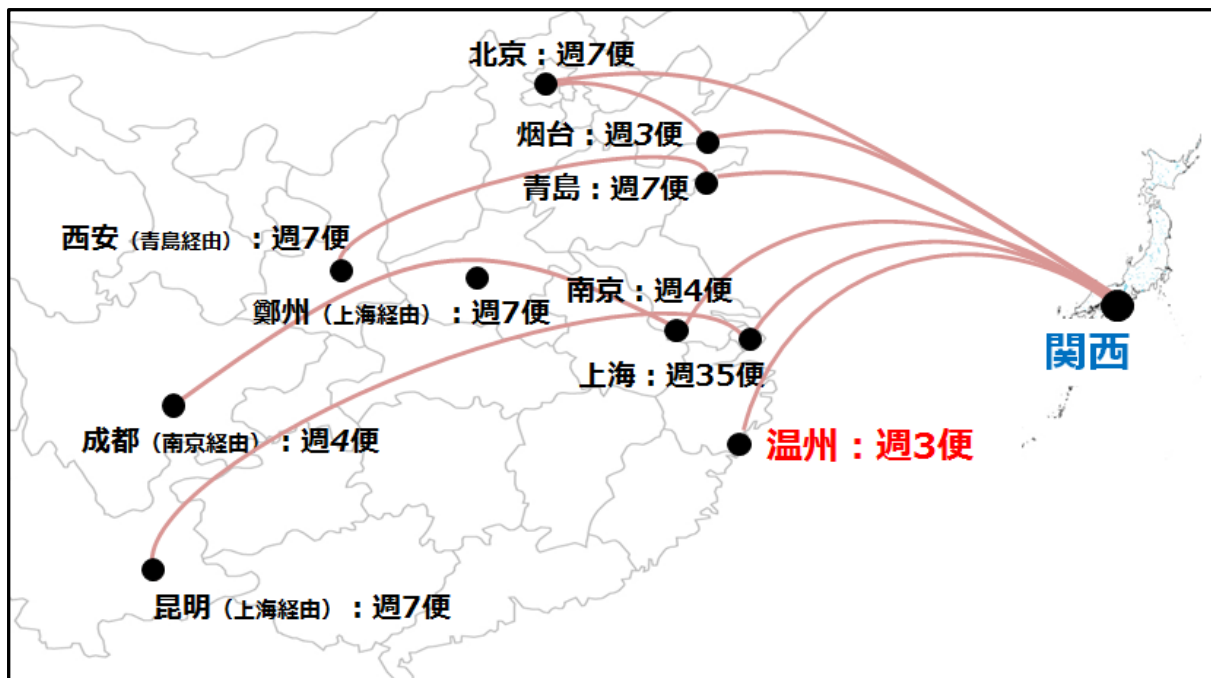 北京：週7便
烟台：週3便
青島：週7便
西安（青島経由）：週7便
南京：週4便
鄭州（上海経由）：週7便
関西
上海：週35便
成都（南京経由）：週4便
温州：週3便
昆明（上海経由）：週7便